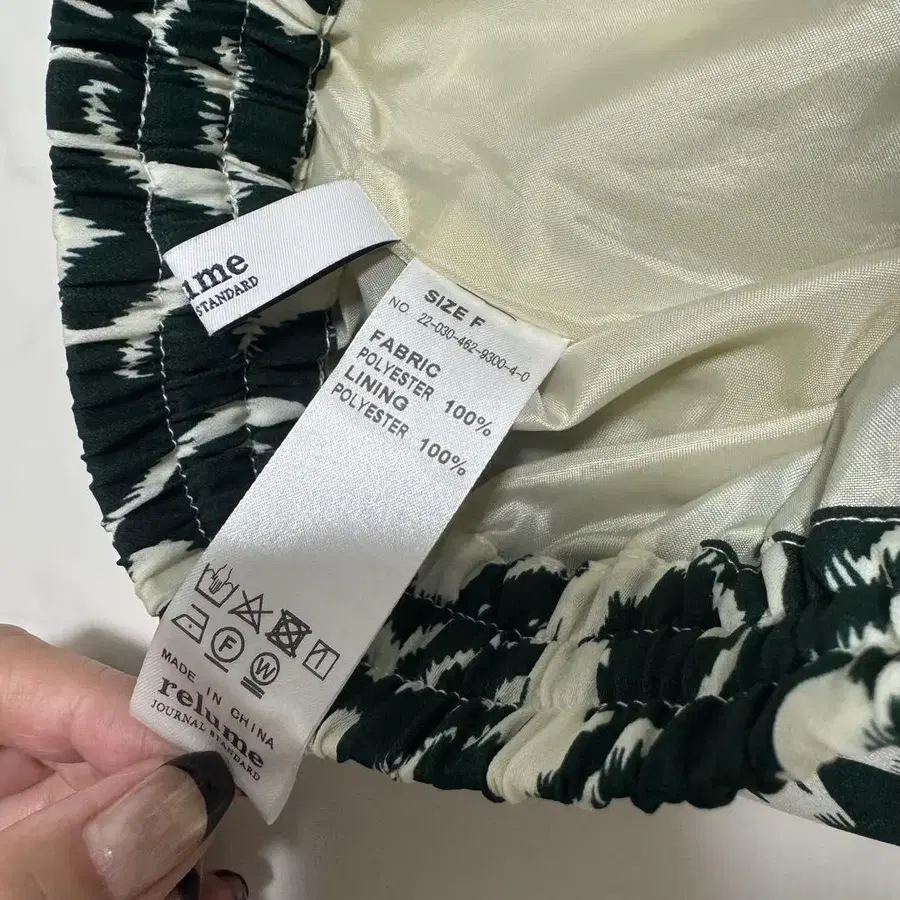 ume
STANDARD
SIZE F
NO 22-030-462-9300-4-0
FABRIC
POLYESTER 100%
LINING
POLYESTER 100%
F
W
MADE IN CHINA
relume
JOURNAL STANDARD